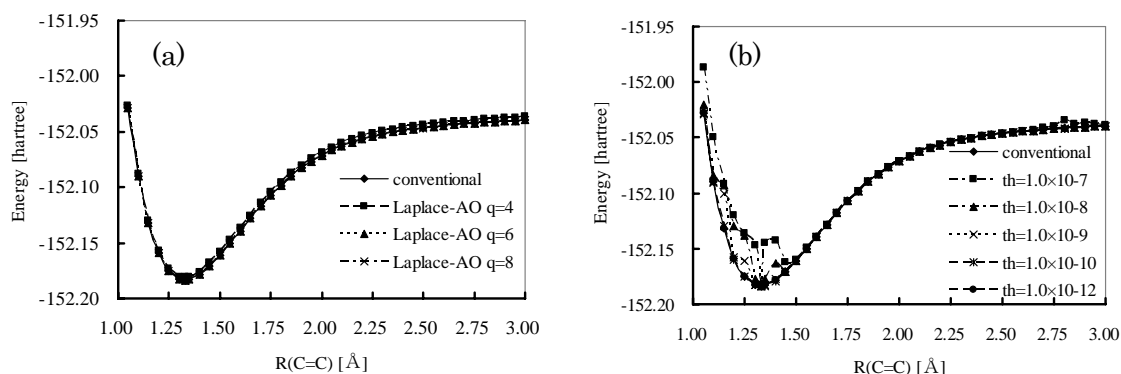 (a)
Energy [hartree]
-151.95
-152.00
-152.05
-152.10
-152.15
-152.20
conventional
Laplace-AO q=4
Laplace-AO q=6
Laplace-AO q=8
1.00 1.25 1.50 1.75 2.00 2.25 2.50 2.75 3.00
R(C=C) [Å]
(b)
Energy [hartree]
-151.95
-152.00
-152.05
-152.10
-152.15
-152.20
conventional
th=1.0×10-7
th=1.0×10-8
th=1.0×10-9
th=1.0×10-10
th=1.0×10-12
1.00 1.25 1.50 1.75 2.00 2.25 2.50 2.75 3.00
R(C=C) [Å]